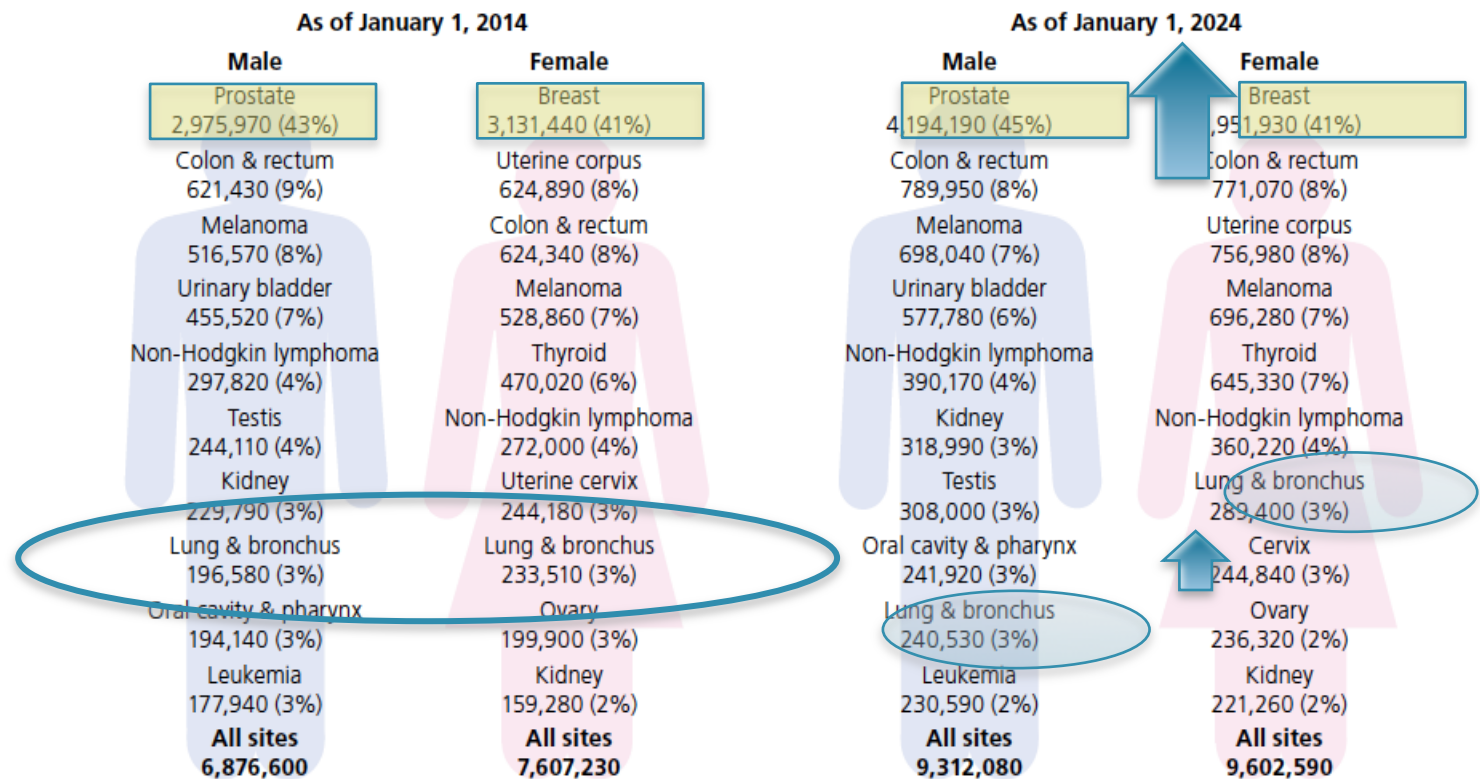 As of January 1, 2014
Male
Prostate
2,975,970 (43%)
Colon & rectum
621,430 (9%)
Melanoma
516,570 (8%)
Urinary bladder
455,520 (7%)
Non-Hodgkin lymphoma
297,820 (4%)
Testis
244,110 (4%)
Kidney
229,790 (3%)
Lung & bronchus
196,580 (3%)
Oral cavity & pharynx
194,140 (3%)
Leukemia
177,940 (3%)
All sites
6,876,600
Female
Breast
3,131,440 (41%)
Uterine corpus
624,890 (8%)
Colon & rectum
624,340 (8%)
Melanoma
528,860 (7%)
Thyroid
470,020 (6%)
Non-Hodgkin lymphoma
272,000 (4%)
Uterine cervix
244,180 (3%)
Lung & bronchus
233,510 (3%)
Ovary
199,900 (3%)
Kidney
159,280 (2%)
All sites
7,607,230
As of January 1, 2024
Male
Prostate
4,194,190 (45%)
Colon & rectum
789,950 (8%)
Melanoma
698,040 (7%)
Urinary bladder
577,780 (6%)
Non-Hodgkin lymphoma
390,170 (4%)
Kidney
318,990 (3%)
Testis
308,000 (3%)
Oral cavity & pharynx
241,920 (3%)
Lung & bronchus
240,530 (3%)
Leukemia
230,590 (2%)
All sites
9,312,080
Female
Breast
,951,930 (41%)
Colon & rectum
771,070 (8%)
Uterine corpus
756,980 (8%)
Melanoma
696,280 (7%)
Thyroid
645,330 (7%)
Non-Hodgkin lymphoma
360,220 (4%)
Lung & bronchus
289,400 (3%)
Cervix
244,840 (3%)
Ovary
236,320 (2%)
Kidney
221,260 (2%)
All sites
9,602,590